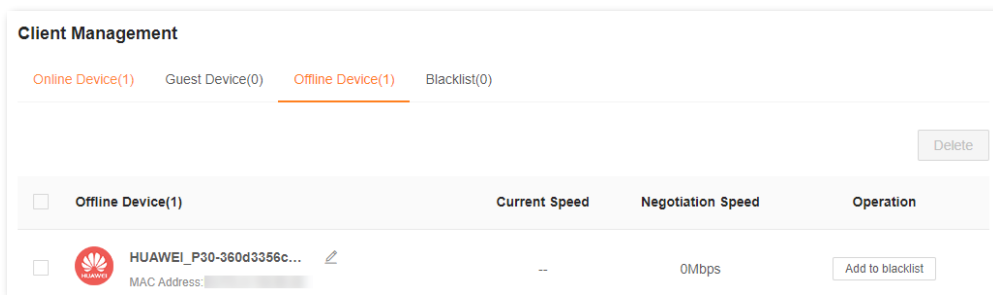 Client Management
Online Device(1) Guest Device(0) Offline Device(1) Blacklist(0)
Delete
Offline Device(1) Current Speed Negotiation Speed Operation
HUAWEI_P30-360d3356c...
HUAWEI
-- 0Mbps Add to blacklist
MAC Address: